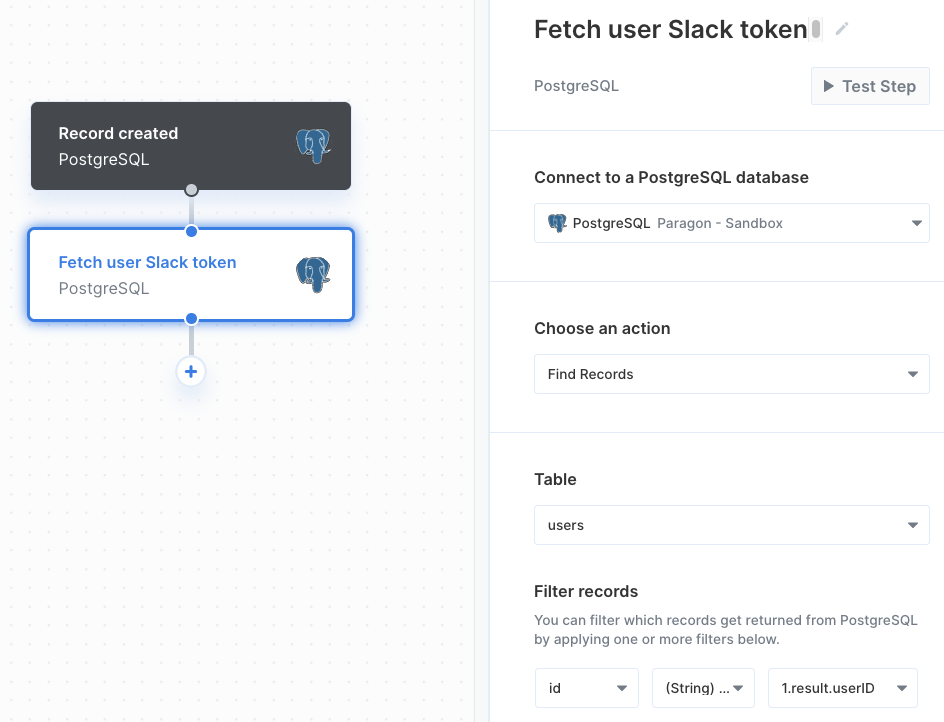 Record created
PostgreSQL
Fetch user Slack token
PostgreSQL
Fetch user Slack token
PostgreSQL
Test Step
Connect to a PostgreSQL database
PostgreSQL Paragon - Sandbox
Choose an action
Find Records
Table
users
Filter records
You can filter which records get returned from PostgreSQL
by applying one or more filters below.
id (String) ... 1.result.userID